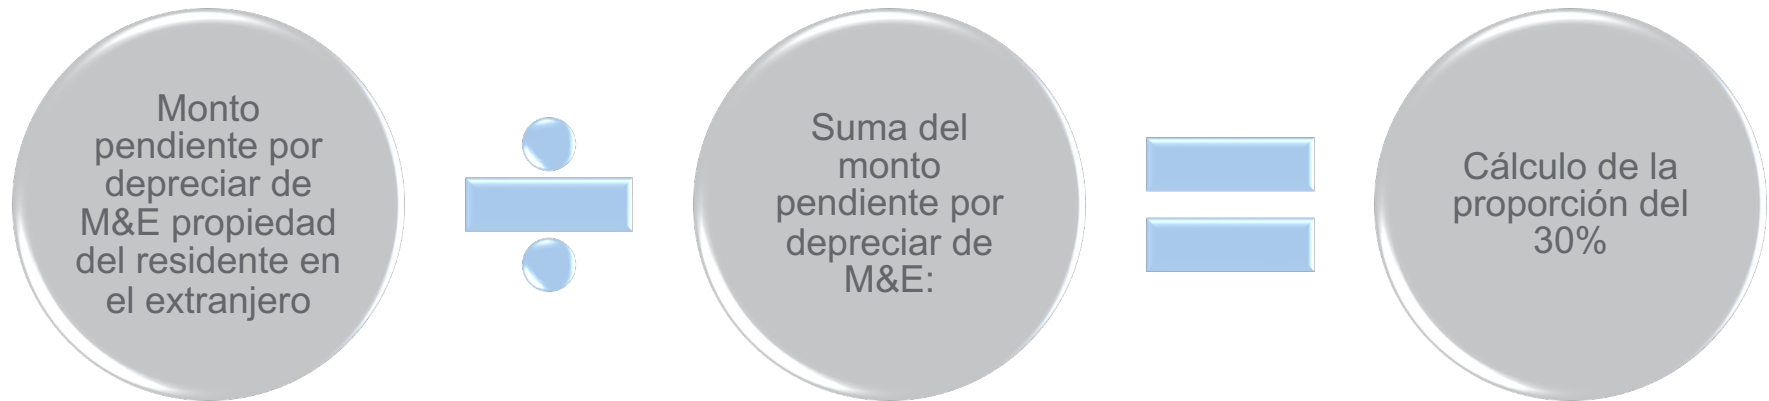 Monto
pendiente por
depreciar de
M&E propiedad
del residente en
el extranjero
Suma del
monto
pendiente por
depreciar de
M&E:
Cálculo de la
proporción del
30%